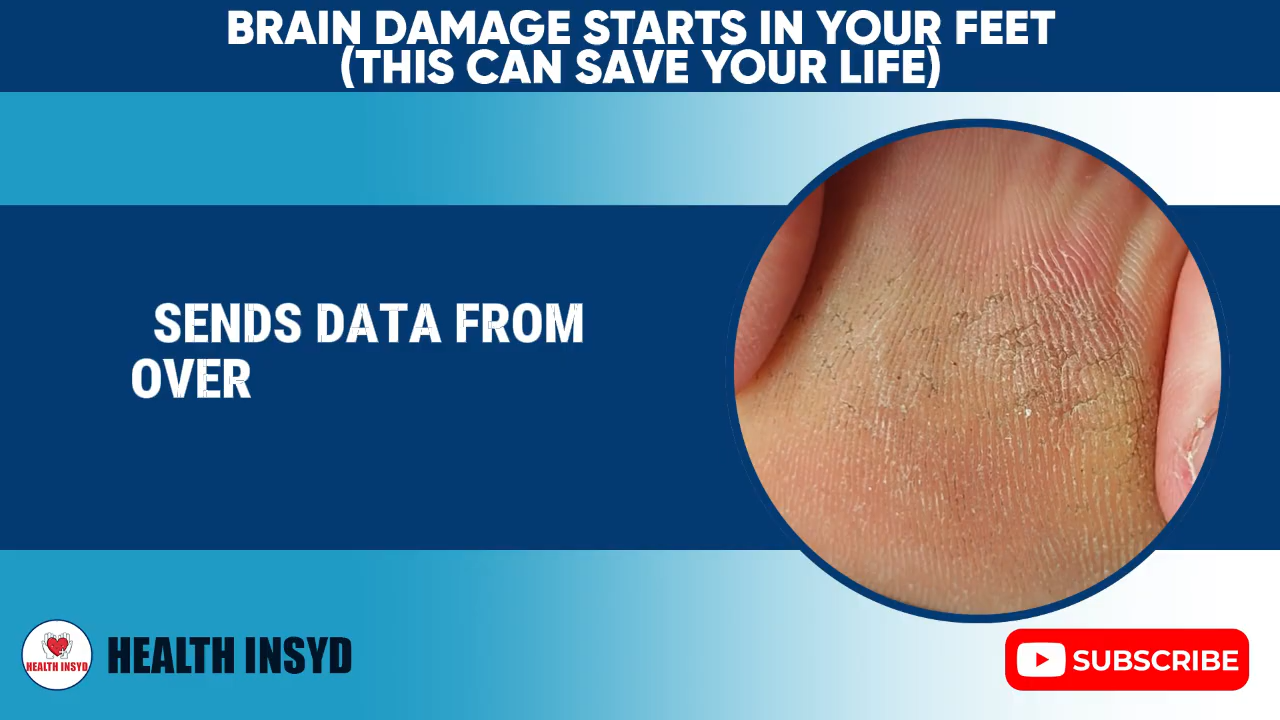 BRAIN DAMAGE STARTS IN YOUR FEET
(THIS CAN SAVE YOUR LIFE)
SENDS DATA FROM
OVER
HEALTH INSYD
HEALTH INSYD
SUBSCRIBE